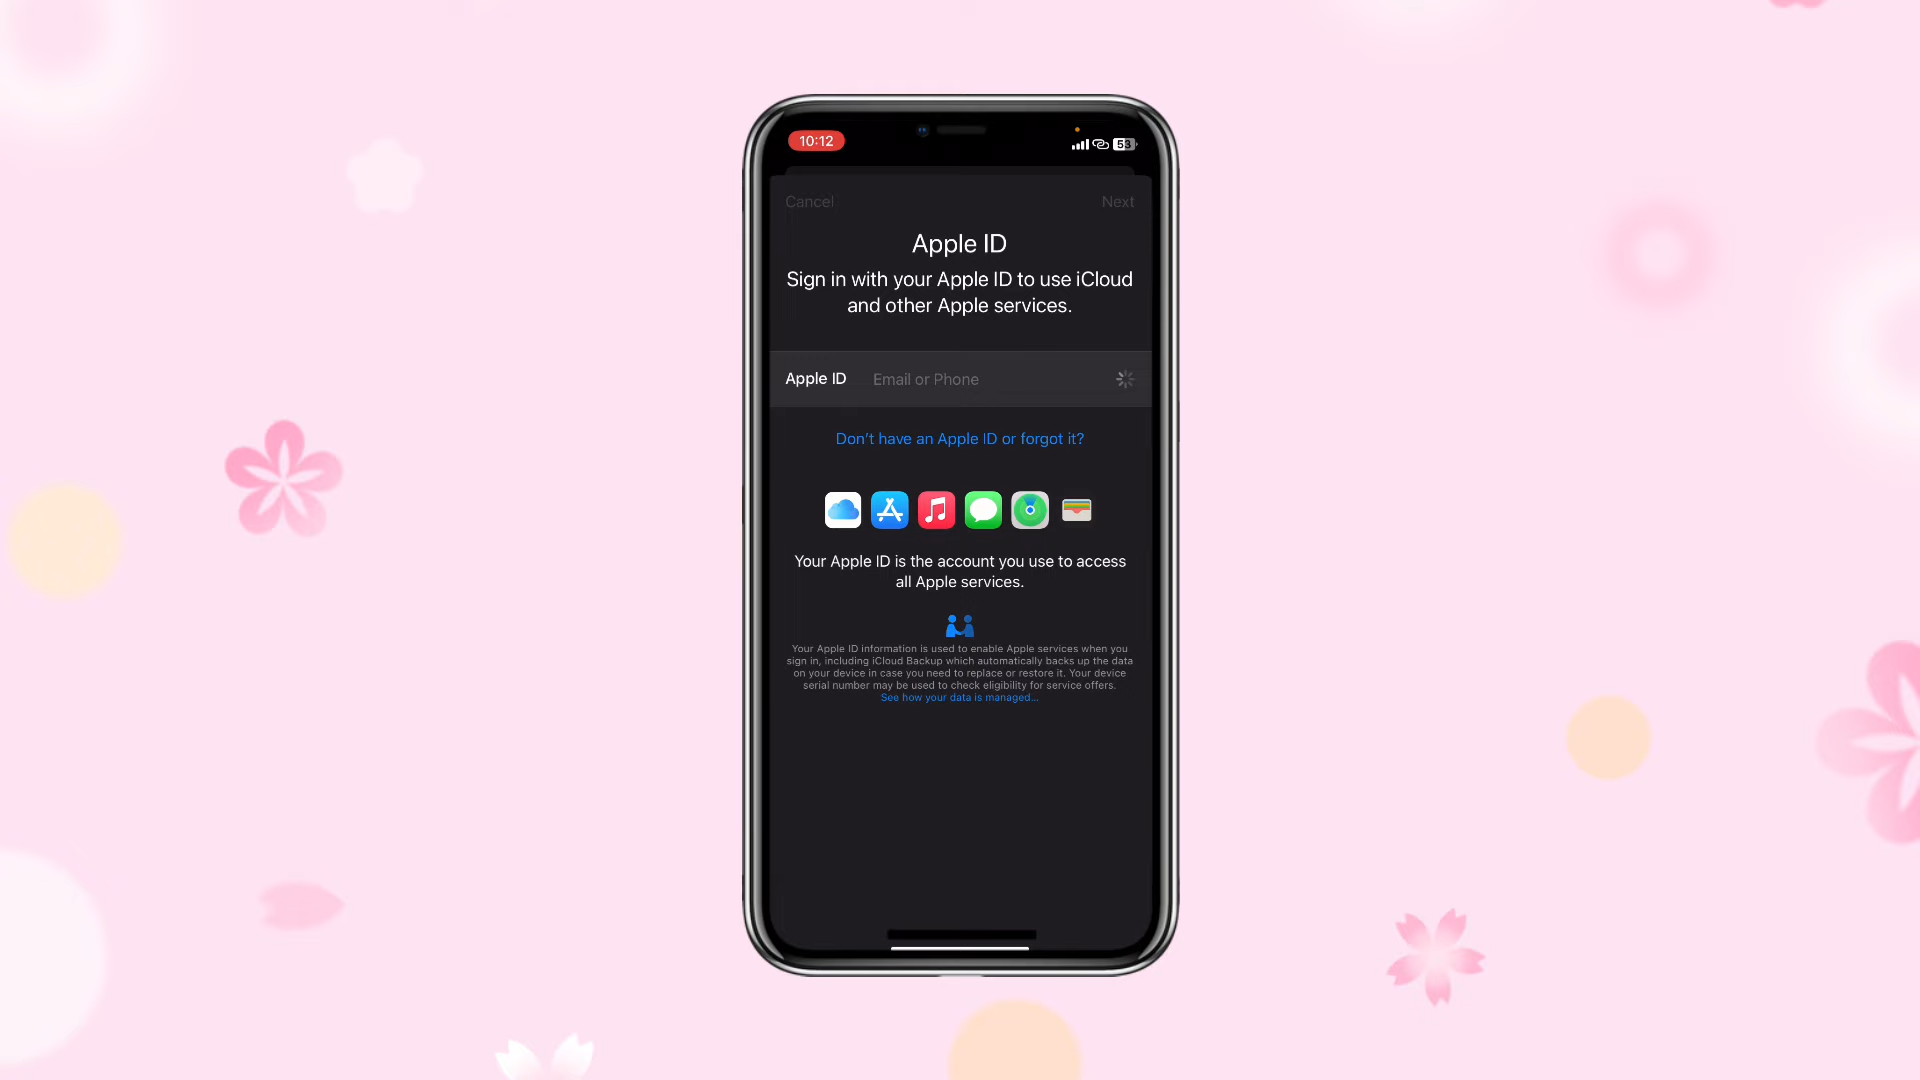 10:12
53
Cancel
Next
Apple ID
Sign in with your Apple ID to use iCloud
and other Apple services.
Apple ID
Email or Phone
Don't have an Apple ID or forgot it?
Your Apple ID is the account you use to access
all Apple services.
Your Apple ID information is used to enable Apple services when you
sign in, including iCloud Backup which automatically backs up the data
on your device in case you need to replace or restore it. Your device
serial number may be used to check eligibility for service offers.
See how your data is managed...